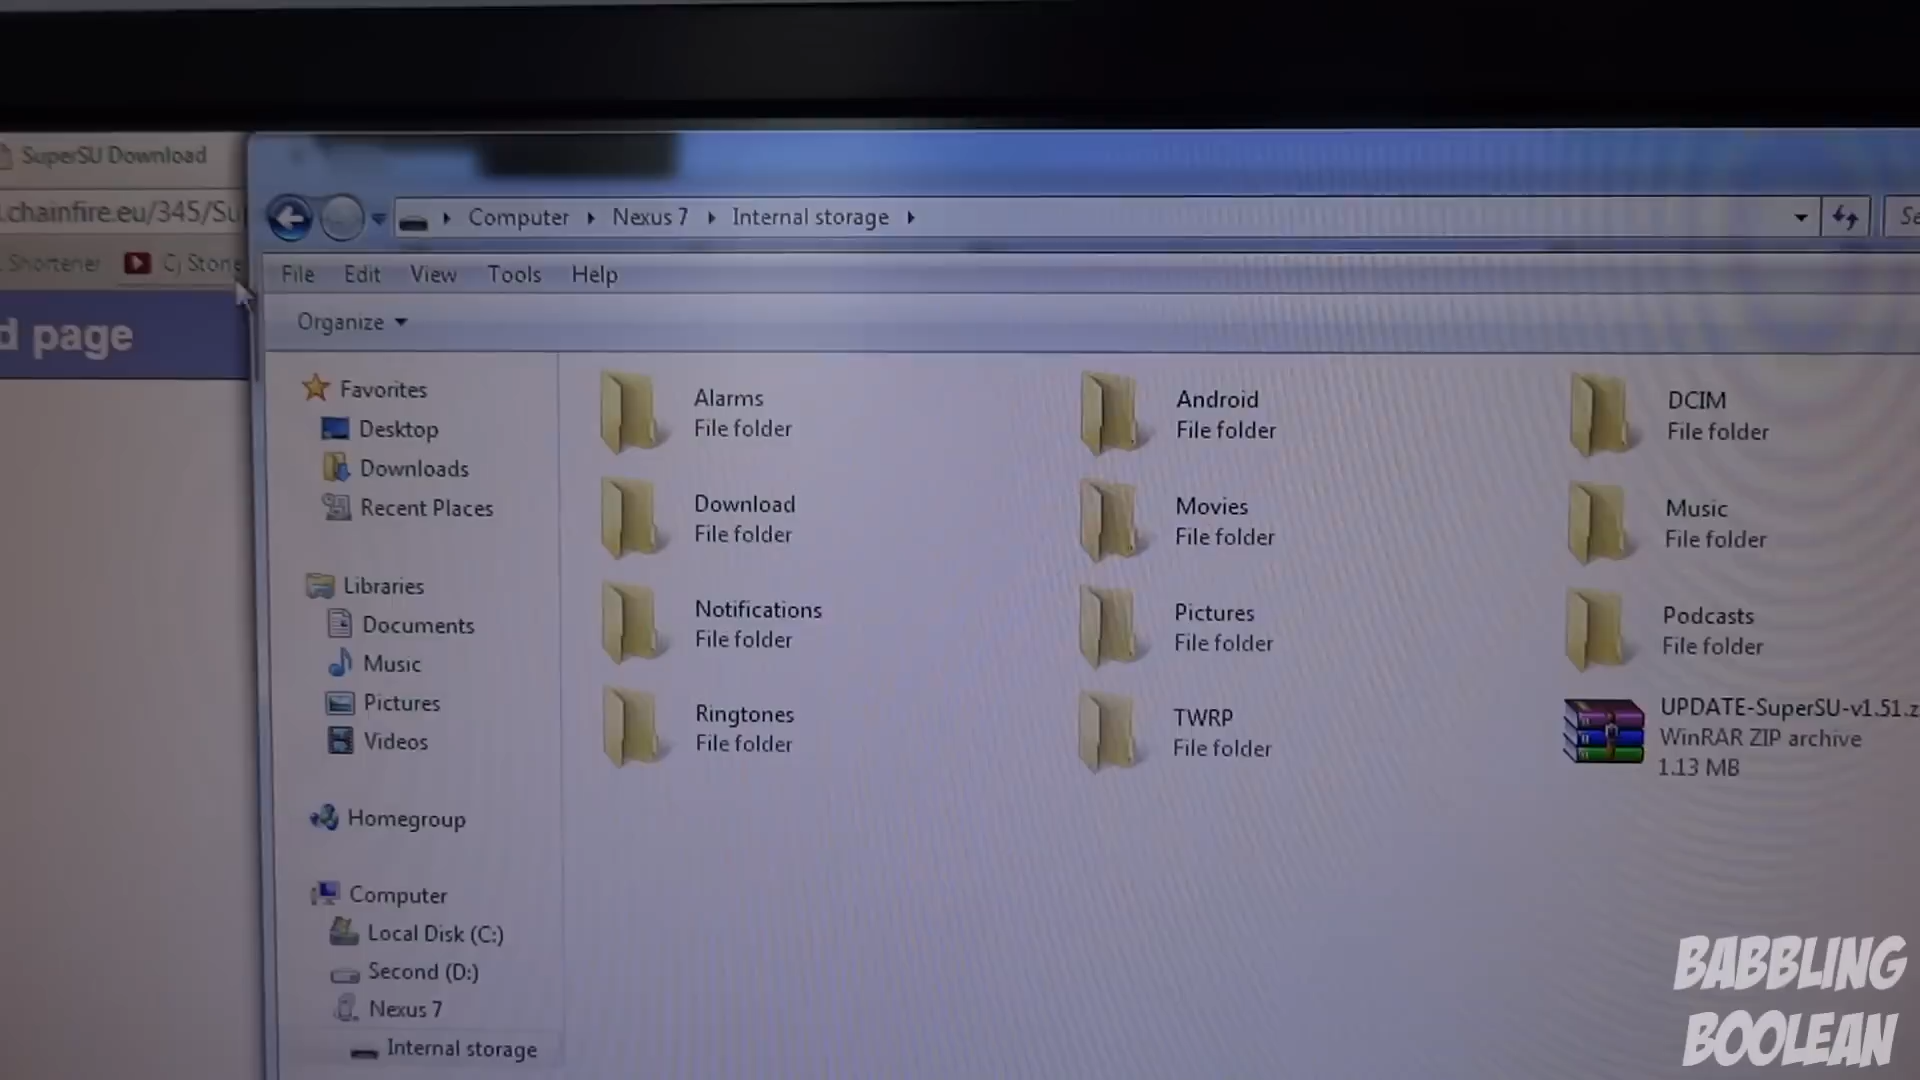 SuperSU Download
.chainfire.eu/345/Su
Shortener
Cj Stone
d page
Computer
Nexus 7
Internal storage
Se
File
Edit
View
Tools
Help
Organize
Favorites
Desktop
Downloads
Recent Places
Libraries
Documents
Music
Pictures
Videos
Homegroup
Computer
Local Disk (C:)
Second (D:)
Nexus 7
Internal storage
Alarms
File folder
Android
File folder
DCIM
File folder
Download
File folder
Movies
File folder
Music
File folder
Notifications
File folder
Pictures
File folder
Podcasts
File folder
Ringtones
File folder
TWRP
File folder
UPDATE-SuperSU-v1.51.z
WinRAR ZIP archive
1.13 MB
BABBLING
BOOLEAN